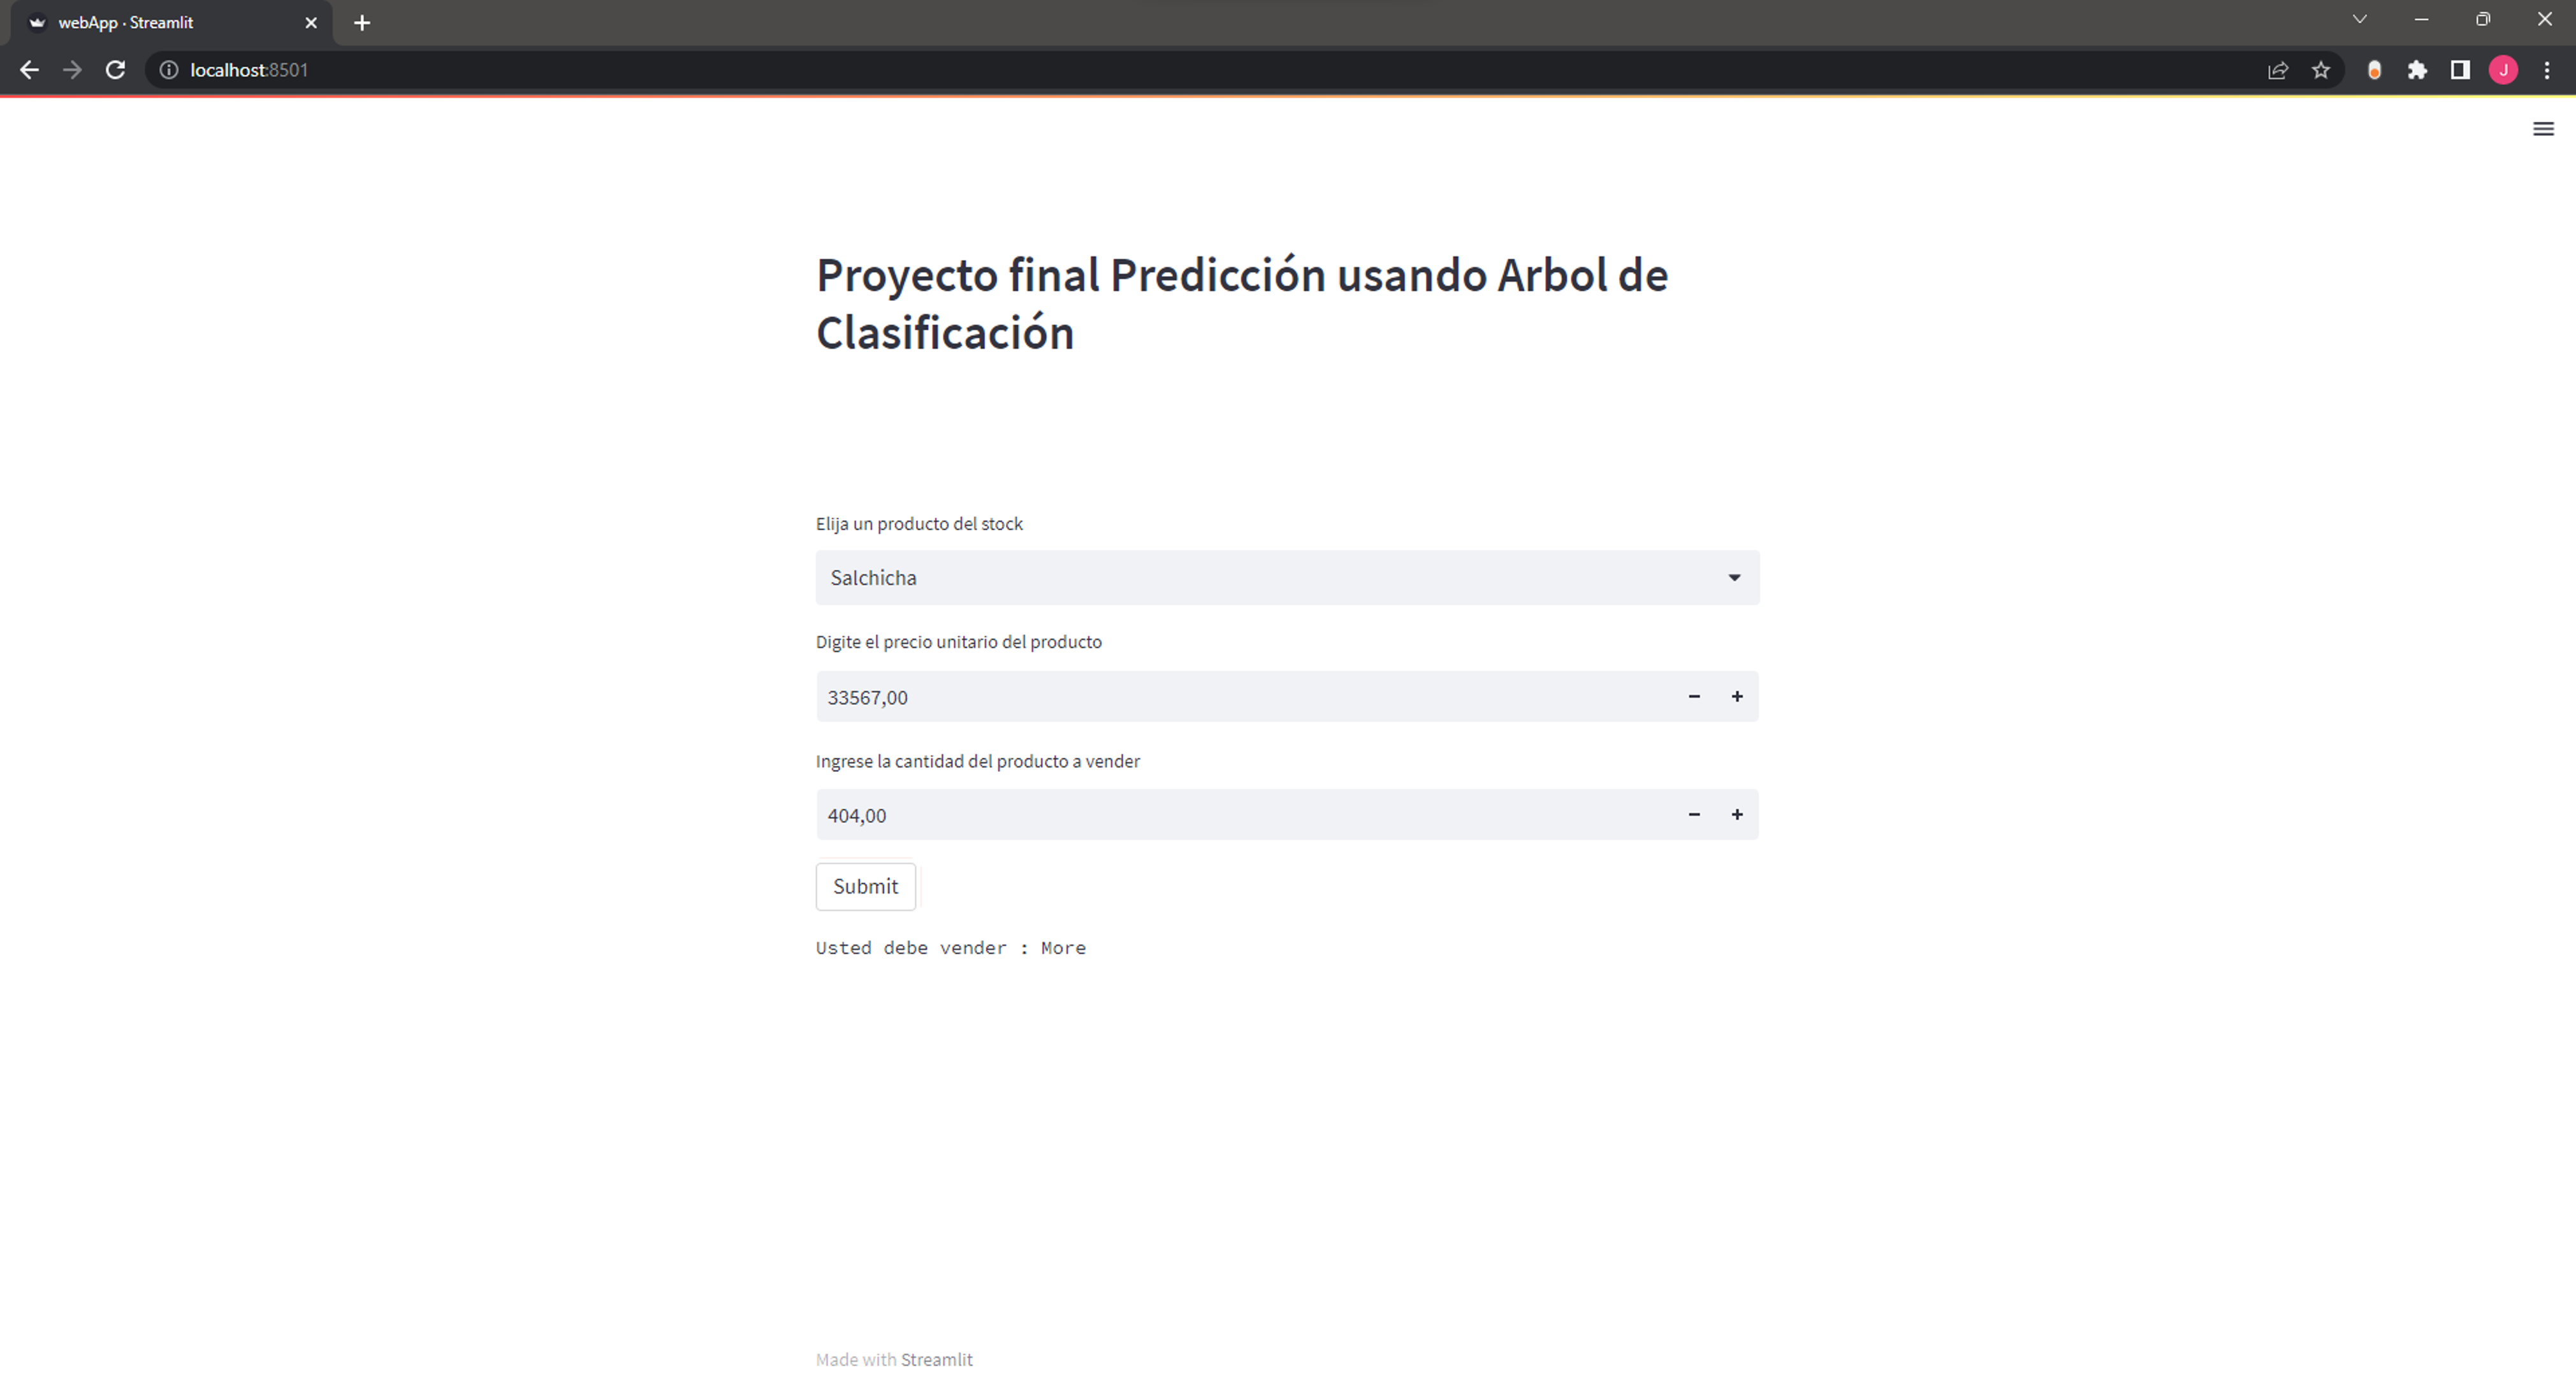 webApp · Streamlit
localhost:8501
J
Proyecto final Predicción usando Arbol de
Clasificación
Elija un producto del stock
Salchicha
Digite el precio unitario del producto
33567,00
Ingrese la cantidad del producto a vender
404,00
Submit
Usted debe vender : More
Made with Streamlit